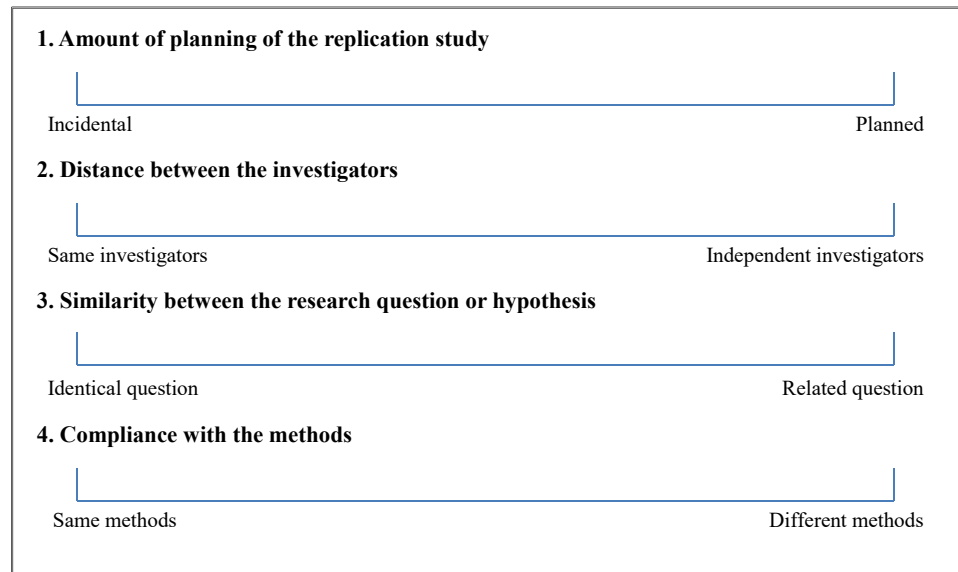 1. Amount of planning of the replication study
Incidental Planned
2. Distance between the investigators
Same investigators Independent investigators
3. Similarity between the research question or hypothesis
Identical question Related question
4. Compliance with the methods
Same methods Different methods